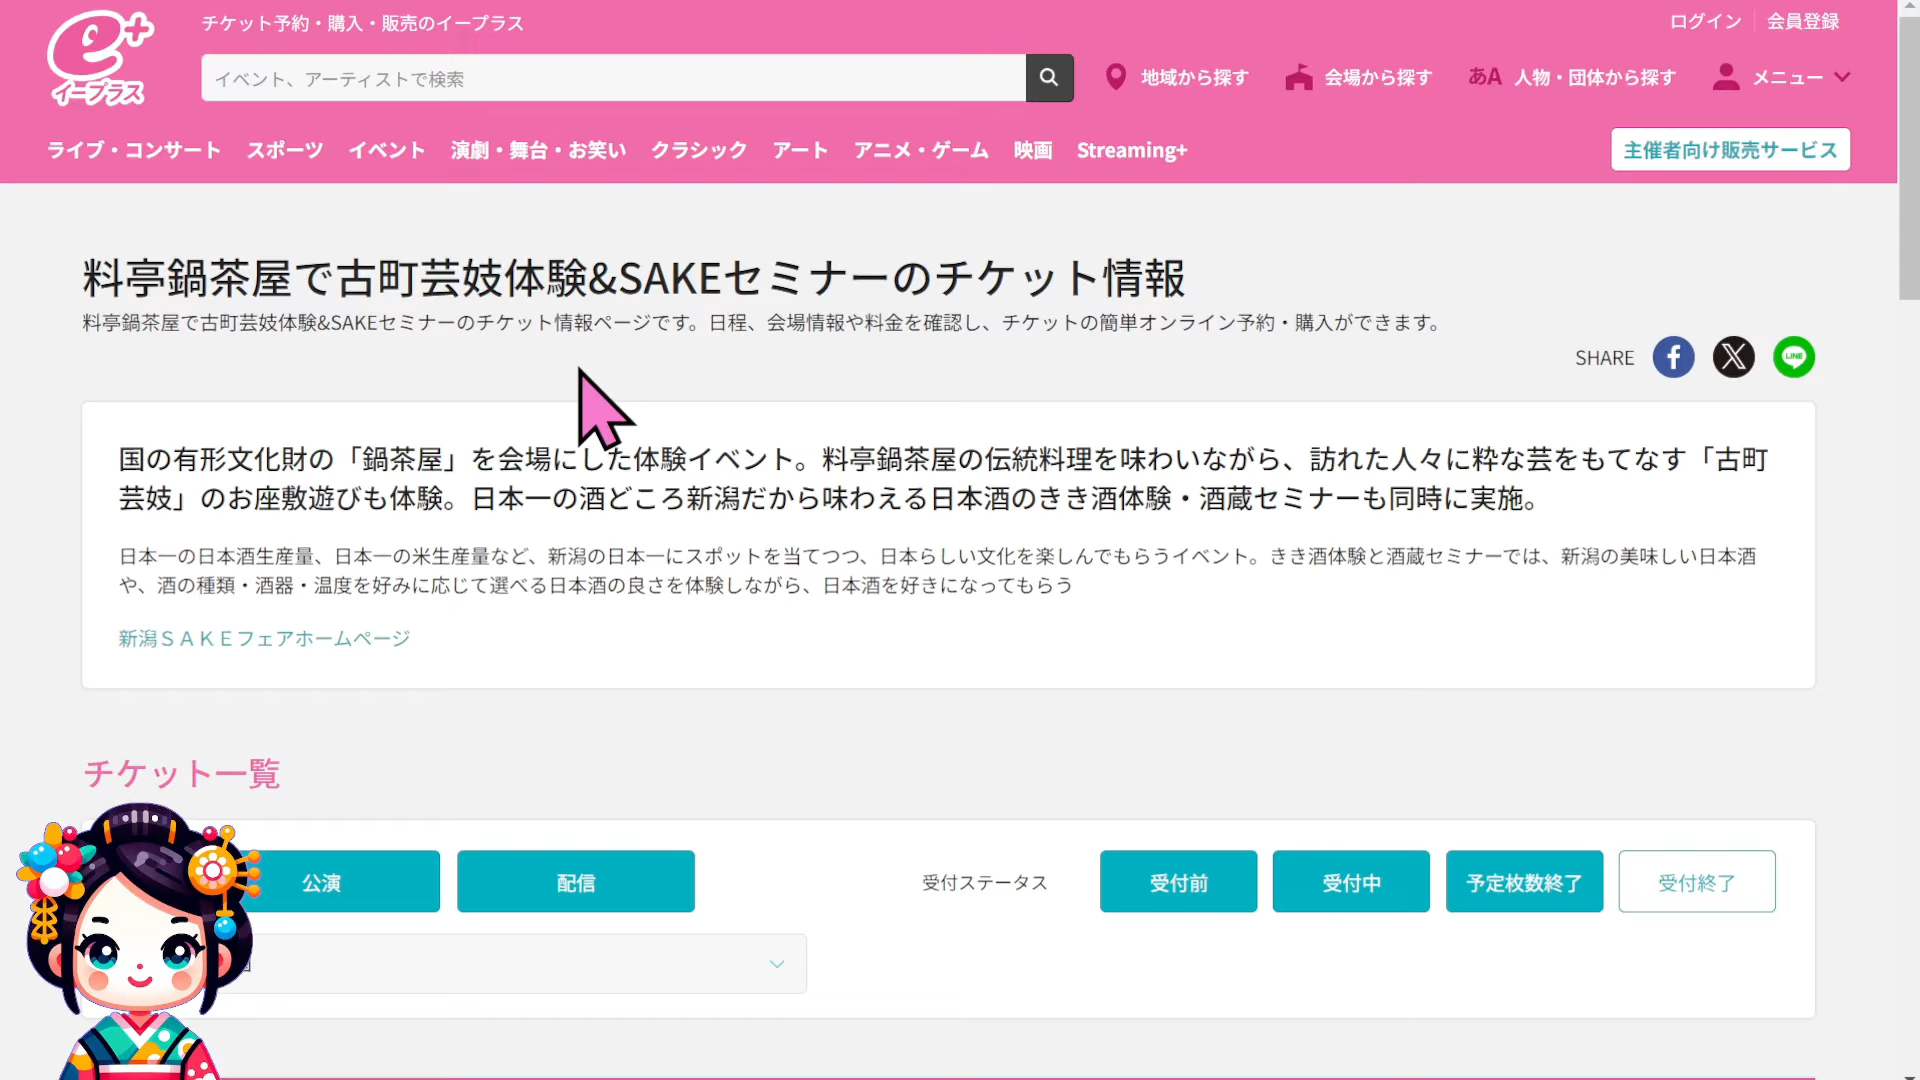 e+
イープラス
チケット予約・購入・販売のイープラス
ログイン
会員登録
イベント、アーティストで検索
地域から探す
会場から探す
あA 人物・団体から探す
メニュー
ライブ・コンサート
スポーツ
イベント
演劇・舞台・お笑い
クラシック
アート
アニメ・ゲーム
映画
Streaming+
主催者向け販売サービス
料亭鍋茶屋で古町芸妓体験&SAKEセミナーのチケット情報
料亭鍋茶屋で古町芸妓体験&SAKEセミナーのチケット情報ページです。日程、会場情報や料金を確認し、チケットの簡単オンライン予約・購入ができます。
SHARE
LINE
国の有形文化財の「鍋茶屋」を会場にした体験イベント。料亭鍋茶屋の伝統料理を味わいながら、訪れた人々に粋な芸をもてなす「古町
芸妓」のお座敷遊びも体験。日本一の酒どころ新潟だから味わえる日本酒のきき酒体験・酒蔵セミナーも同時に実施。
日本一の日本酒生産量、日本一の米生産量など、新潟の日本一にスポットを当てつつ、日本らしい文化を楽しんでもらうイベント。きき酒体験と酒蔵セミナーでは、新潟の美味しい日本酒
や、酒の種類・酒器・温度を好みに応じて選べる日本酒の良さを体験しながら、日本酒を好きになってもらう
新潟ＳＡＫＥフェアホームページ
チケット一覧
公演
配信
受付ステータス
受付前
受付中
予定枚数終了
受付終了